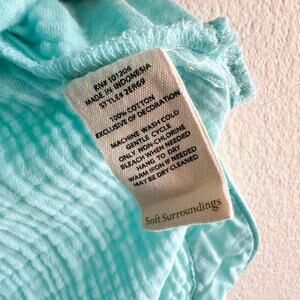 RN# 101206
MADE IN INDONESIA
STYLE# 2ER69
100% COTTON
EXCLUSIVE OF DECORATION
MACHINE WASH COLD
GENTLE CYCLE
ONLY NON-CHLORINE
BLEACH WHEN NEEDED
HANG TO DRY
WARM IRON IF NEEDED
MAY BE DRY CLEANED
Soft Surroundings